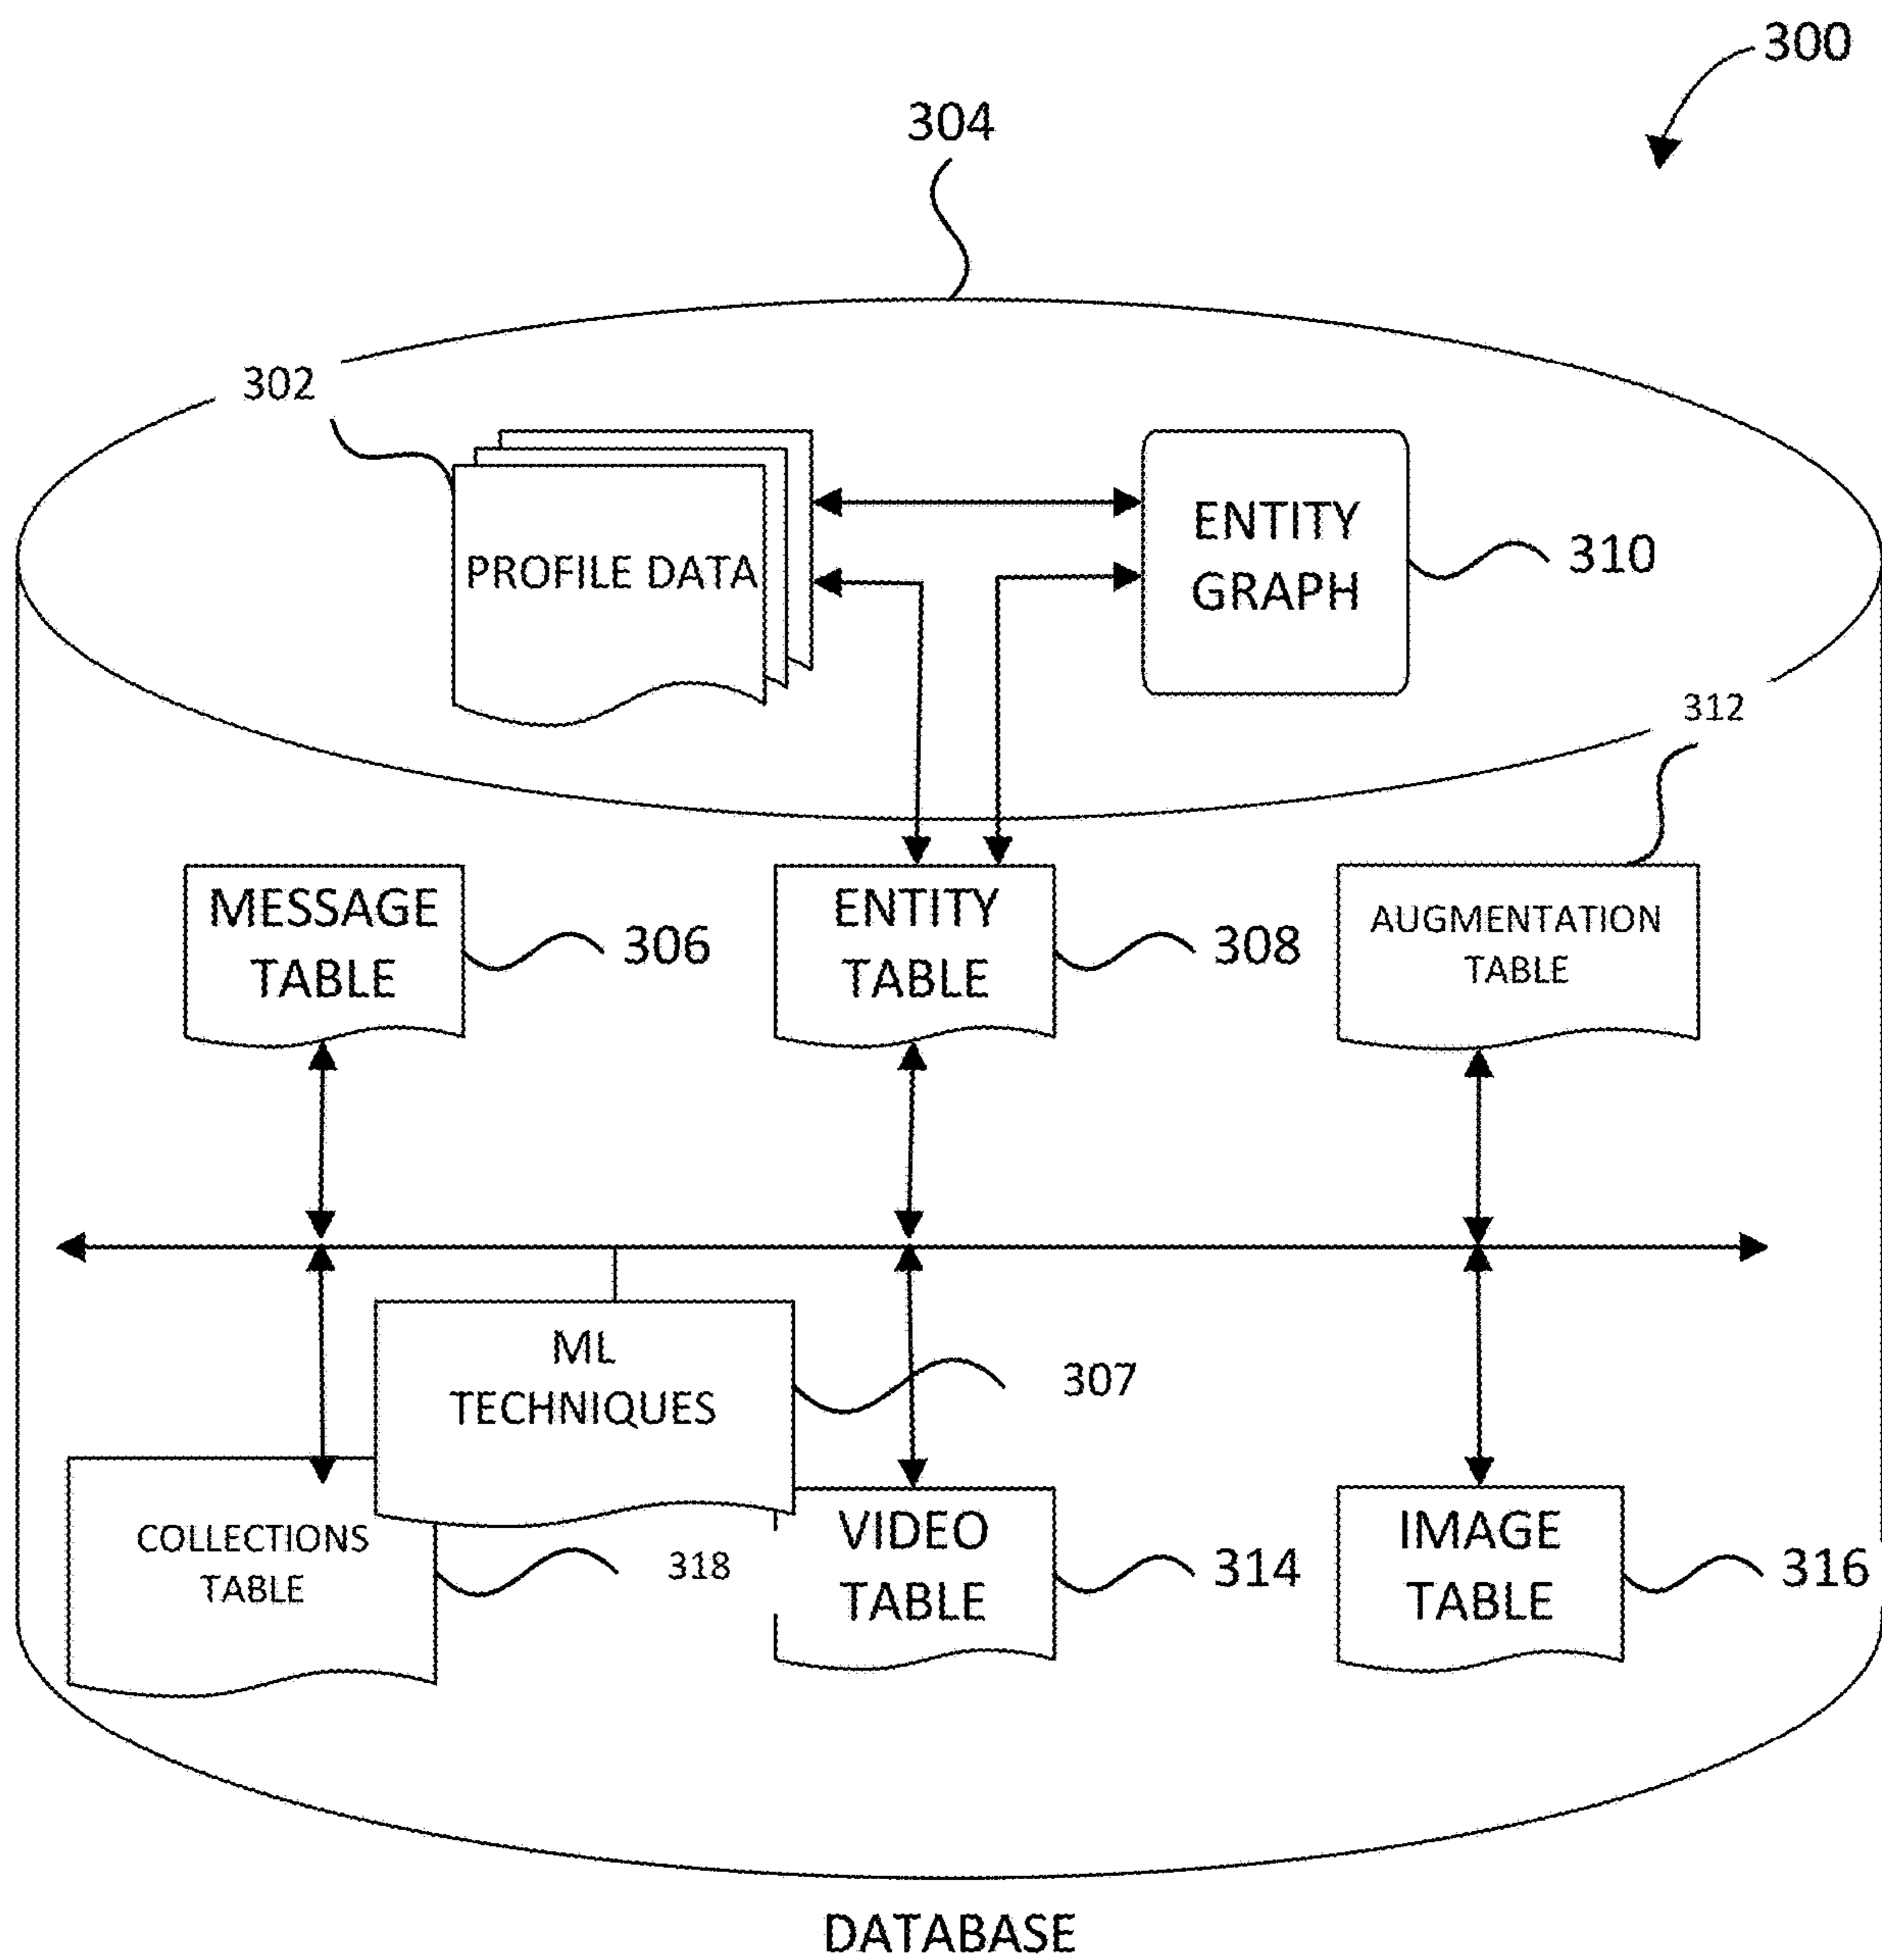 300
304
302
PROFILE DATA
ENTITY
GRAPH
310
312
MESSAGE
TABLE
306
ENTITY
TABLE
308
AUGMENTATION
TABLE
ML
TECHNIQUES
307
COLLECTIONS
TABLE
318
VIDEO
TABLE
314
IMAGE
TABLE
316
DATABASE